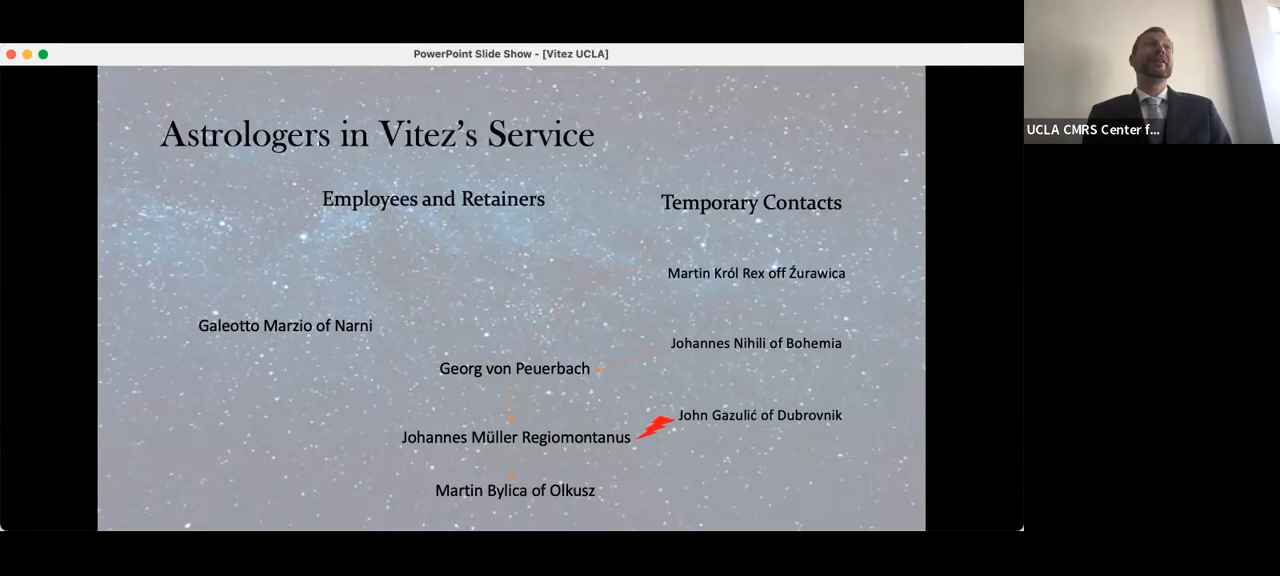 PowerPoint Slide Show - [Vitez UCLA]
UCLA CMRS Center f...
Astrologers in Vitez's Service
Employees and Retainers
Temporary Contacts
Martin Król Rex off Źurawica
Galeotto Marzio of Narni
Johannes Nihili of Bohemia
Georg von Peuerbach
John Gazulić of Dubrovnik
Johannes Müller Regiomontanus
Martin Bylica of Olkusz